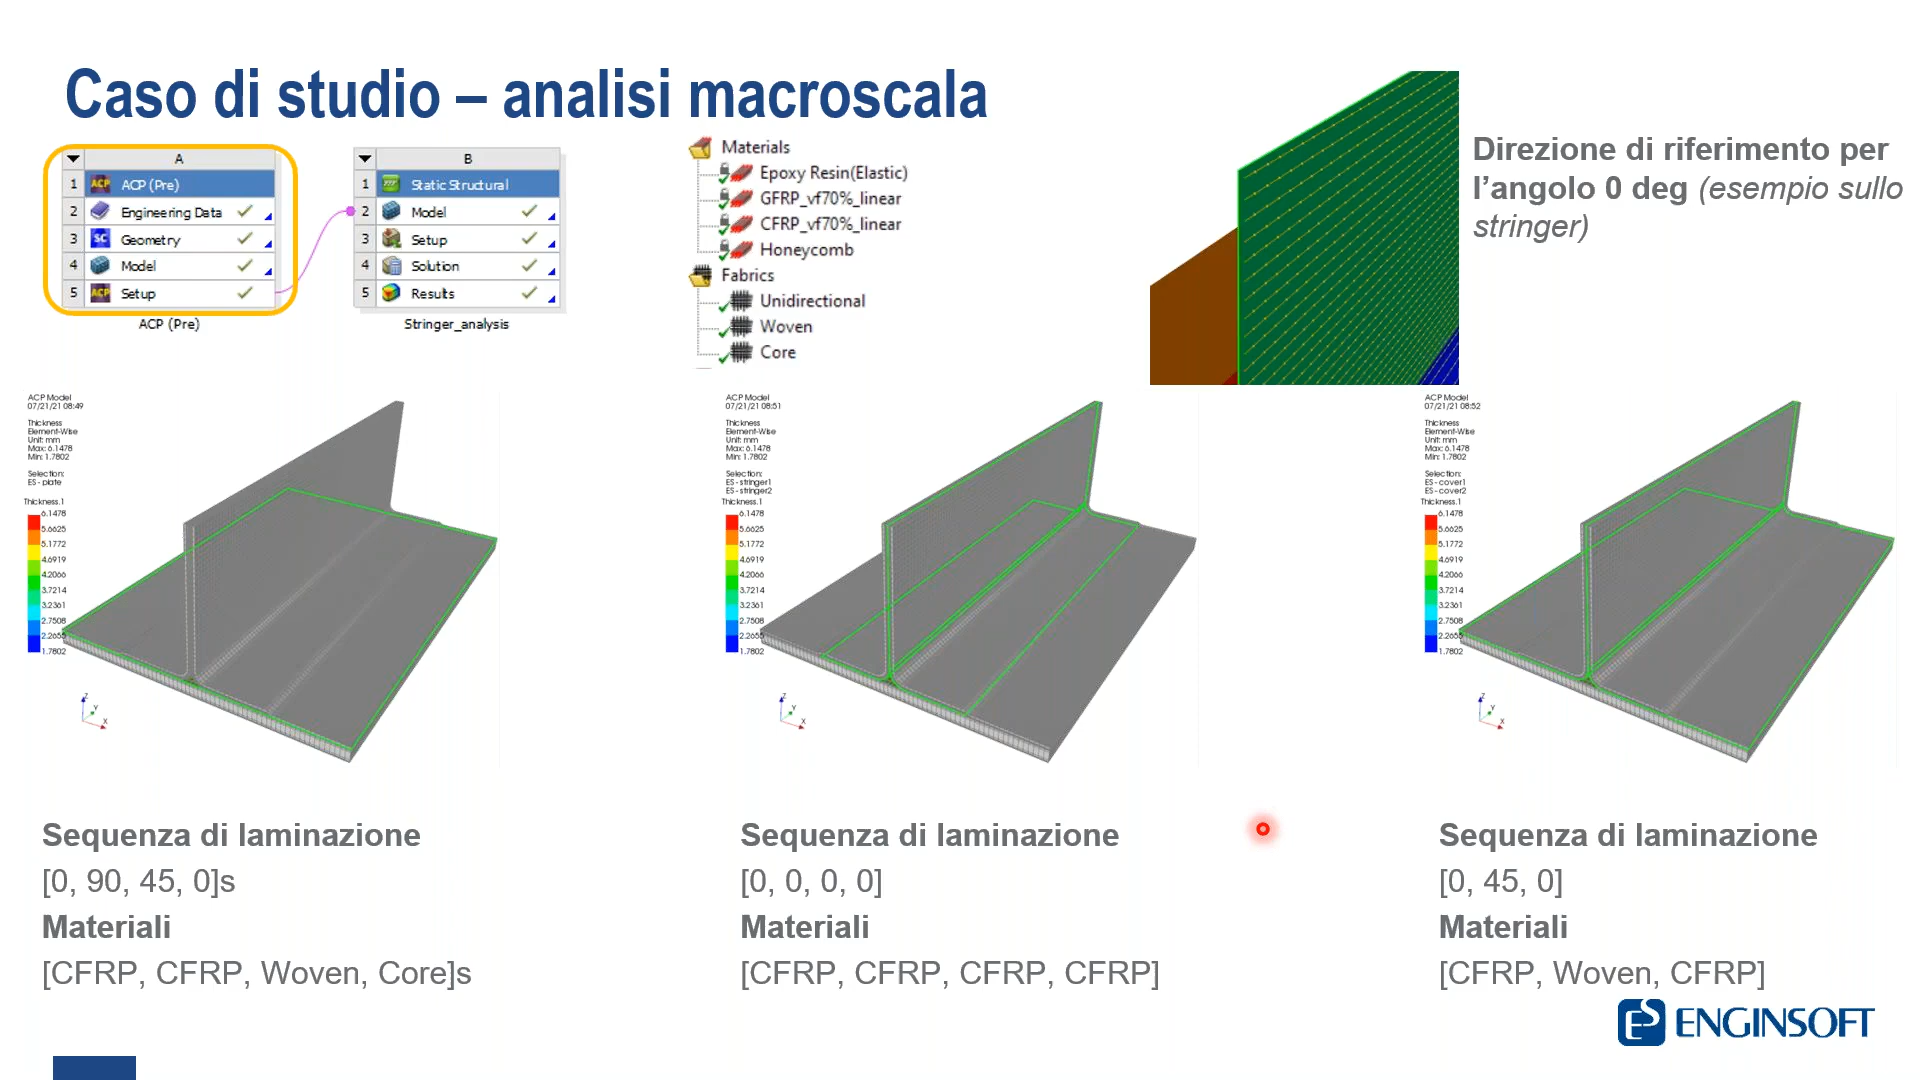 Caso di studio – analisi macroscala
A
1 ACP (Pre)
2 Engineering Data
3 Geometry
4 Model
5 Setup
ACP (Pre)
B
1 Static Structural
2 Model
3 Setup
4 Solution
5 Results
Stringer_analysis
Materials
Epoxy Resin(Elastic)
GFRP_vf70%_linear
CFRP_vf70%_linear
Honeycomb
Fabrics
Unidirectional
Woven
Core
Direzione di riferimento per
l’angolo 0 deg (esempio sullo
stringer)
ACP Model
07/21/21 08:49
Thickness
Element-Wise
Unit: mm
Max: 6.1478
Min: 1.7802
Selection:
ES - plate
Thickness.1
6.1478
5.6625
5.1772
4.6919
4.2066
3.7214
3.2361
2.7508
2.2655
1.7802
Z
Y
X
ACP Model
07/21/21 08:51
Thickness
Element-Wise
Unit: mm
Max: 6.1478
Min: 1.7802
Selection:
ES - stringer1
ES - stringer2
Thickness.1
6.1478
5.6625
5.1772
4.6919
4.2066
3.7214
3.2361
2.7508
2.2655
1.7802
Z
Y
X
ACP Model
07/21/21 08:52
Thickness
Element-Wise
Unit: mm
Max: 6.1478
Min: 1.7802
Selection:
ES - cover1
ES - cover2
Thickness.1
6.1478
5.6625
5.1772
4.6919
4.2066
3.7214
3.2361
2.7508
2.2655
1.7802
Z
Y
X
Sequenza di laminazione
[0, 90, 45, 0]s
Materiali
[CFRP, CFRP, Woven, Core]s
Sequenza di laminazione
[0, 0, 0, 0]
Materiali
[CFRP, CFRP, CFRP, CFRP]
Sequenza di laminazione
[0, 45, 0]
Materiali
[CFRP, Woven, CFRP]
ENGINSOFT